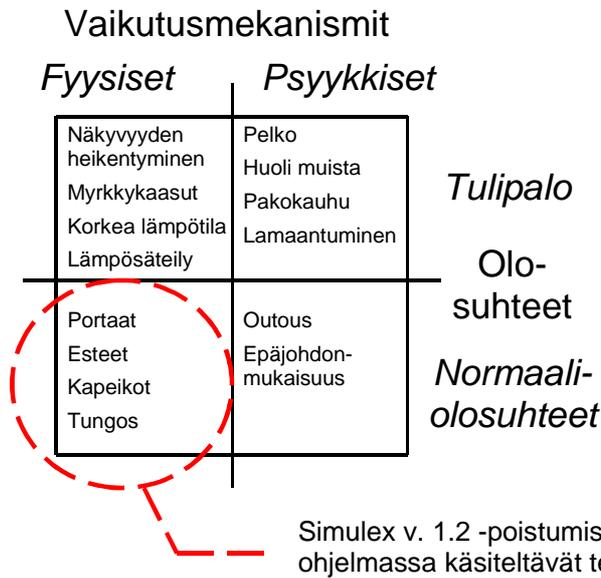 Vaikutusmekanismit
Fyysiset Psyykkiset
Näkyvyyden
heikentyminen
Myrkkykaasut
Korkea lämpötila
Lämpösäteily
Pelko
Huoli muista
Pakokauhu
Lamaantuminen
Tulipalo
Olo-
suhteet
Portaat
Esteet
Kapeikot
Tungos
Outous
Epäjohdon-
mukaisuus
Normaali-
olosuhteet
Simulex v. 1.2 -poistumis
ohjelmassa käsiteltävät te